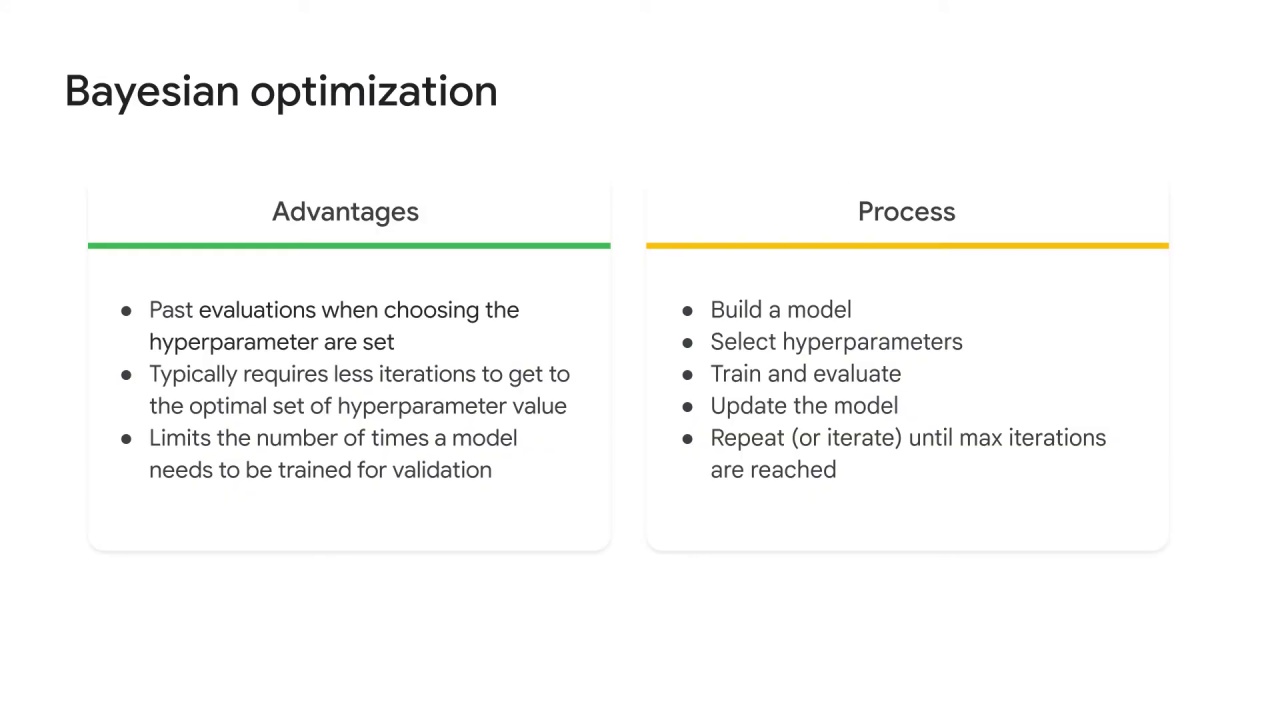 Bayesian optimization
Advantages
● Past evaluations when choosing the
hyperparameter are set
● Typically requires less iterations to get to
the optimal set of hyperparameter value
● Limits the number of times a model
needs to be trained for validation
Process
● Build a model
● Select hyperparameters
● Train and evaluate
● Update the model
● Repeat (or iterate) until max iterations
are reached